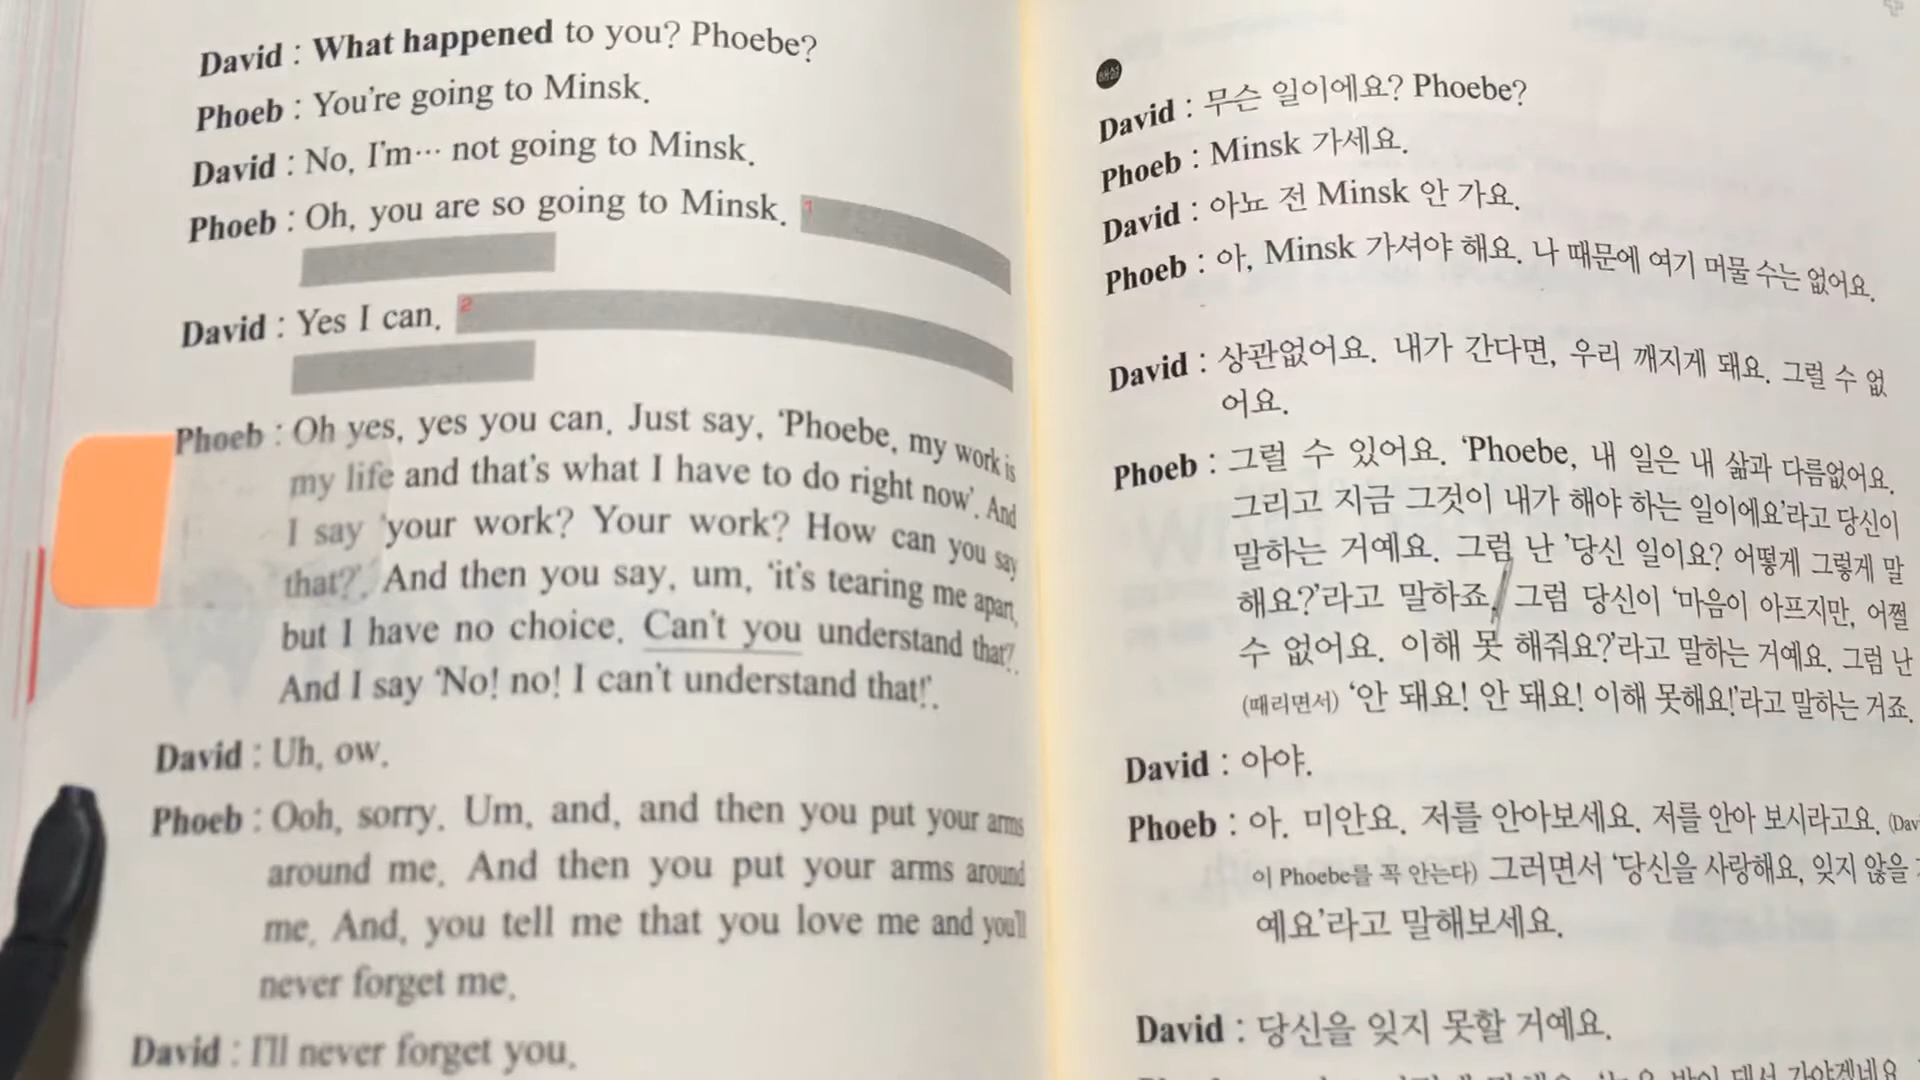 David : What happened to you? Phoebe?
Phoeb : You're going to Minsk.
David : No, I'm… not going to Minsk.
Phoeb : Oh, you are so going to Minsk. 1
David : Yes I can. 2
Phoeb : Oh yes, yes you can. Just say, 'Phoebe, my work is
my life and that's what I have to do right now'. And
I say 'your work? Your work? How can you say
that?'. And then you say, um, 'it's tearing me apart,
but I have no choice. Can't you understand that?'.
And I say 'No! no! I can't understand that!'.
David : Uh, ow.
Phoeb : Ooh, sorry. Um, and, and then you put your arms
around me. And then you put your arms around
me. And, you tell me that you love me and you'll
never forget me.
David : I'll never forget you.
해설
David : 무슨 일이에요? Phoebe?
Phoeb : Minsk 가세요.
David : 아뇨 전 Minsk 안 가요.
Phoeb : 아, Minsk 가셔야 해요. 나 때문에 여기 머물 수는 없어요.
David : 상관없어요. 내가 간다면, 우리 깨지게 돼요. 그럴 수 없
어요.
Phoeb : 그럴 수 있어요. 'Phoebe, 내 일은 내 삶과 다름없어요.
그리고 지금 그것이 내가 해야 하는 일이에요'라고 당신이
말하는 거예요. 그럼 난 '당신 일이요? 어떻게 그렇게 말
해요?'라고 말하죠. 그럼 당신이 '마음이 아프지만, 어쩔
수 없어요. 이해 못 해줘요?'라고 말하는 거예요. 그럼 난
(때리면서) '안 돼요! 안 돼요! 이해 못해요!'라고 말하는 거죠.
David : 아야.
Phoeb : 아. 미안요. 저를 안아보세요. 저를 안아 보시라고요. (Dav
이 Phoebe를 꼭 안는다) 그러면서 '당신을 사랑해요, 잊지 않을
예요'라고 말해보세요.
David : 당신을 잊지 못할 거예요.